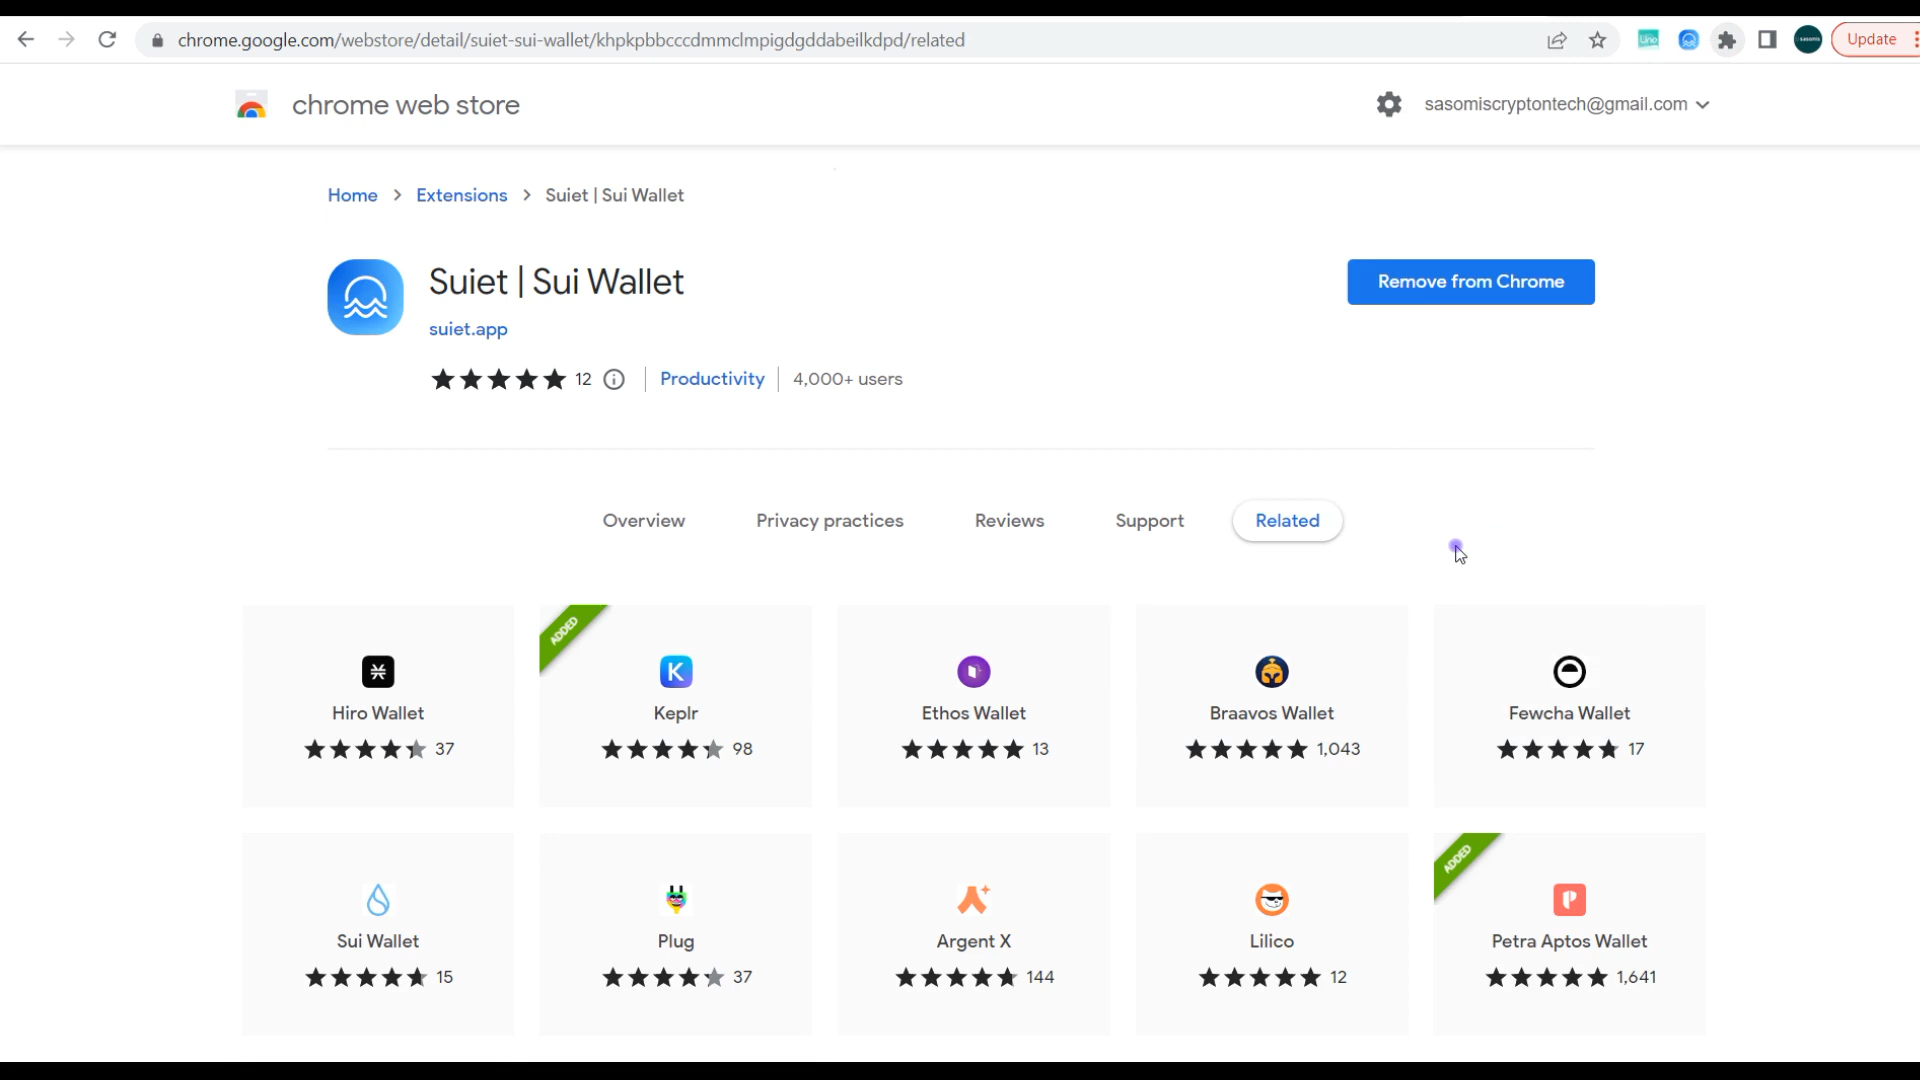 chrome.google.com/webstore/detail/suiet-sui-wallet/khpkpbbcccdmmclmpigdgddabeilkdpd/related
Uno
Update
chrome web store
sasomiscryptontech@gmail.com
Home > Extensions > Suiet | Sui Wallet
Suiet | Sui Wallet
Remove from Chrome
suiet.app
12
Productivity
4,000+ users
Overview
Privacy practices
Reviews
Support
Related
Hiro Wallet
37
ADDED
K
Keplr
98
Ethos Wallet
13
Braavos Wallet
1,043
Fewcha Wallet
17
Sui Wallet
15
Plug
37
Argent X
144
Lilico
12
ADDED
Petra Aptos Wallet
1,641